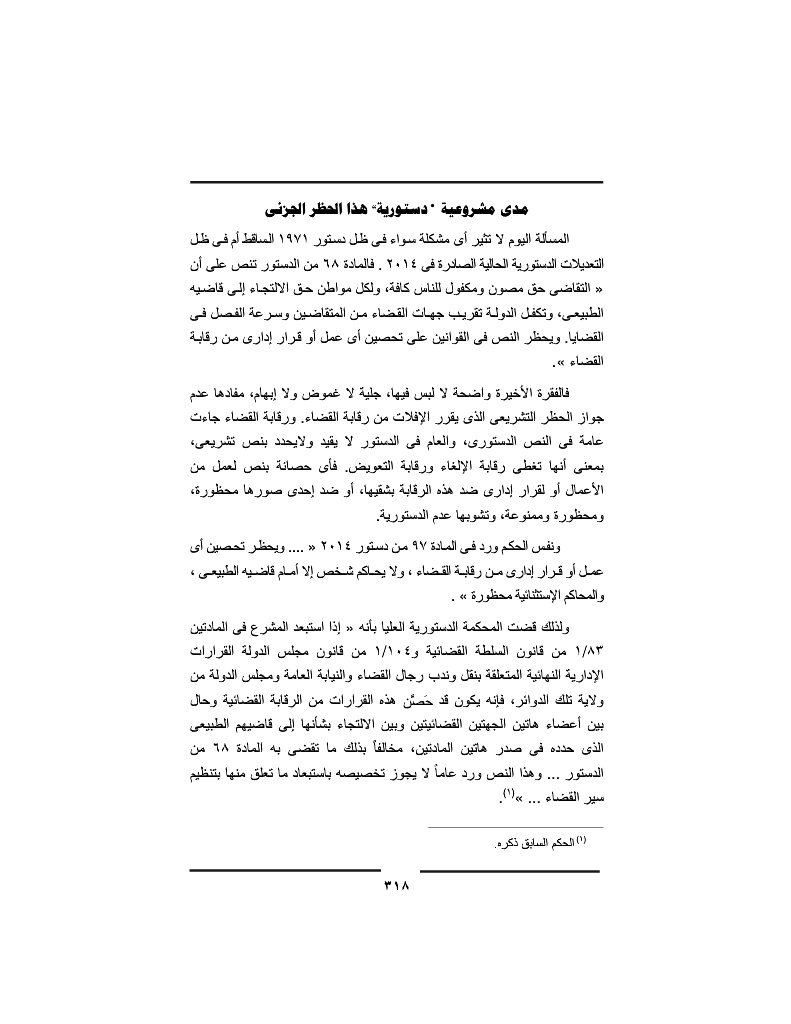 مدى مشروعية "دستورية" هذا الحظر الجزئى
المسألة اليوم لا تثير أى مشكلة سواء فى ظل دستور ١٩٧١ الساقط أم فى ظل
التعديلات الدستورية الحالية الصادرة فى ٢٠١٤ . فالمادة ٦٨ من الدستور تنص على أن
« التقاضى حق مصون ومكفول للناس كافة، ولكل مواطن حق الالتجاء إلى قاضيه
الطبيعى، وتكفل الدولة تقريب جهات القضاء من المتقاضين وسرعة الفصل فى
القضايا. ويحظر النص فى القوانين على تحصين أى عمل أو قرار إدارى من رقابة
القضاء ».
فالفقرة الأخيرة واضحة لا لبس فيها، جلية لا غموض ولا إبهام، مفادها عدم
جواز الحظر التشريعى الذى يقرر الإفلات من رقابة القضاء. ورقابة القضاء جاءت
عامة فى النص الدستورى، والعام فى الدستور لا يقيد ولايحدد بنص تشريعى،
بمعنى أنها تغطى رقابة الإلغاء ورقابة التعويض. فأى حصانة بنص لعمل من
الأعمال أو لقرار إدارى ضد هذه الرقابة بشقيها، أو ضد إحدى صورها محظورة،
ومحظورة وممنوعة، وتشوبها عدم الدستورية.
ونفس الحكم ورد فى المادة ٩٧ من دستور ٢٠١٤ « .... ويحظر تحصين أى
عمل أو قرار إدارى من رقابة القضاء ، ولا يحاكم شخص إلا أمام قاضيه الطبيعى ،
والمحاكم الإستثنائية محظورة » .
ولذلك قضت المحكمة الدستورية العليا بأنه « إذا استبعد المشرع فى المادتين
١/٨٣ من قانون السلطة القضائية و١/١٠٤ من قانون مجلس الدولة القرارات
الإدارية النهائية المتعلقة بنقل وندب رجال القضاء والنيابة العامة ومجلس الدولة من
ولاية تلك الدوائر، فإنه يكون قد حَصَّن هذه القرارات من الرقابة القضائية وحال
بين أعضاء هاتين الجهتين القضائيتين وبين الالتجاء بشأنها إلى قاضيهم الطبيعى
الذى حدده فى صدر هاتين المادتين، مخالفاً بذلك ما تقضى به المادة ٦٨ من
الدستور ... وهذا النص ورد عاماً لا يجوز تخصيصه باستبعاد ما تعلق منها بتنظيم
سير القضاء ... »(١).
(١) الحكم السابق ذكره.
٣١٨